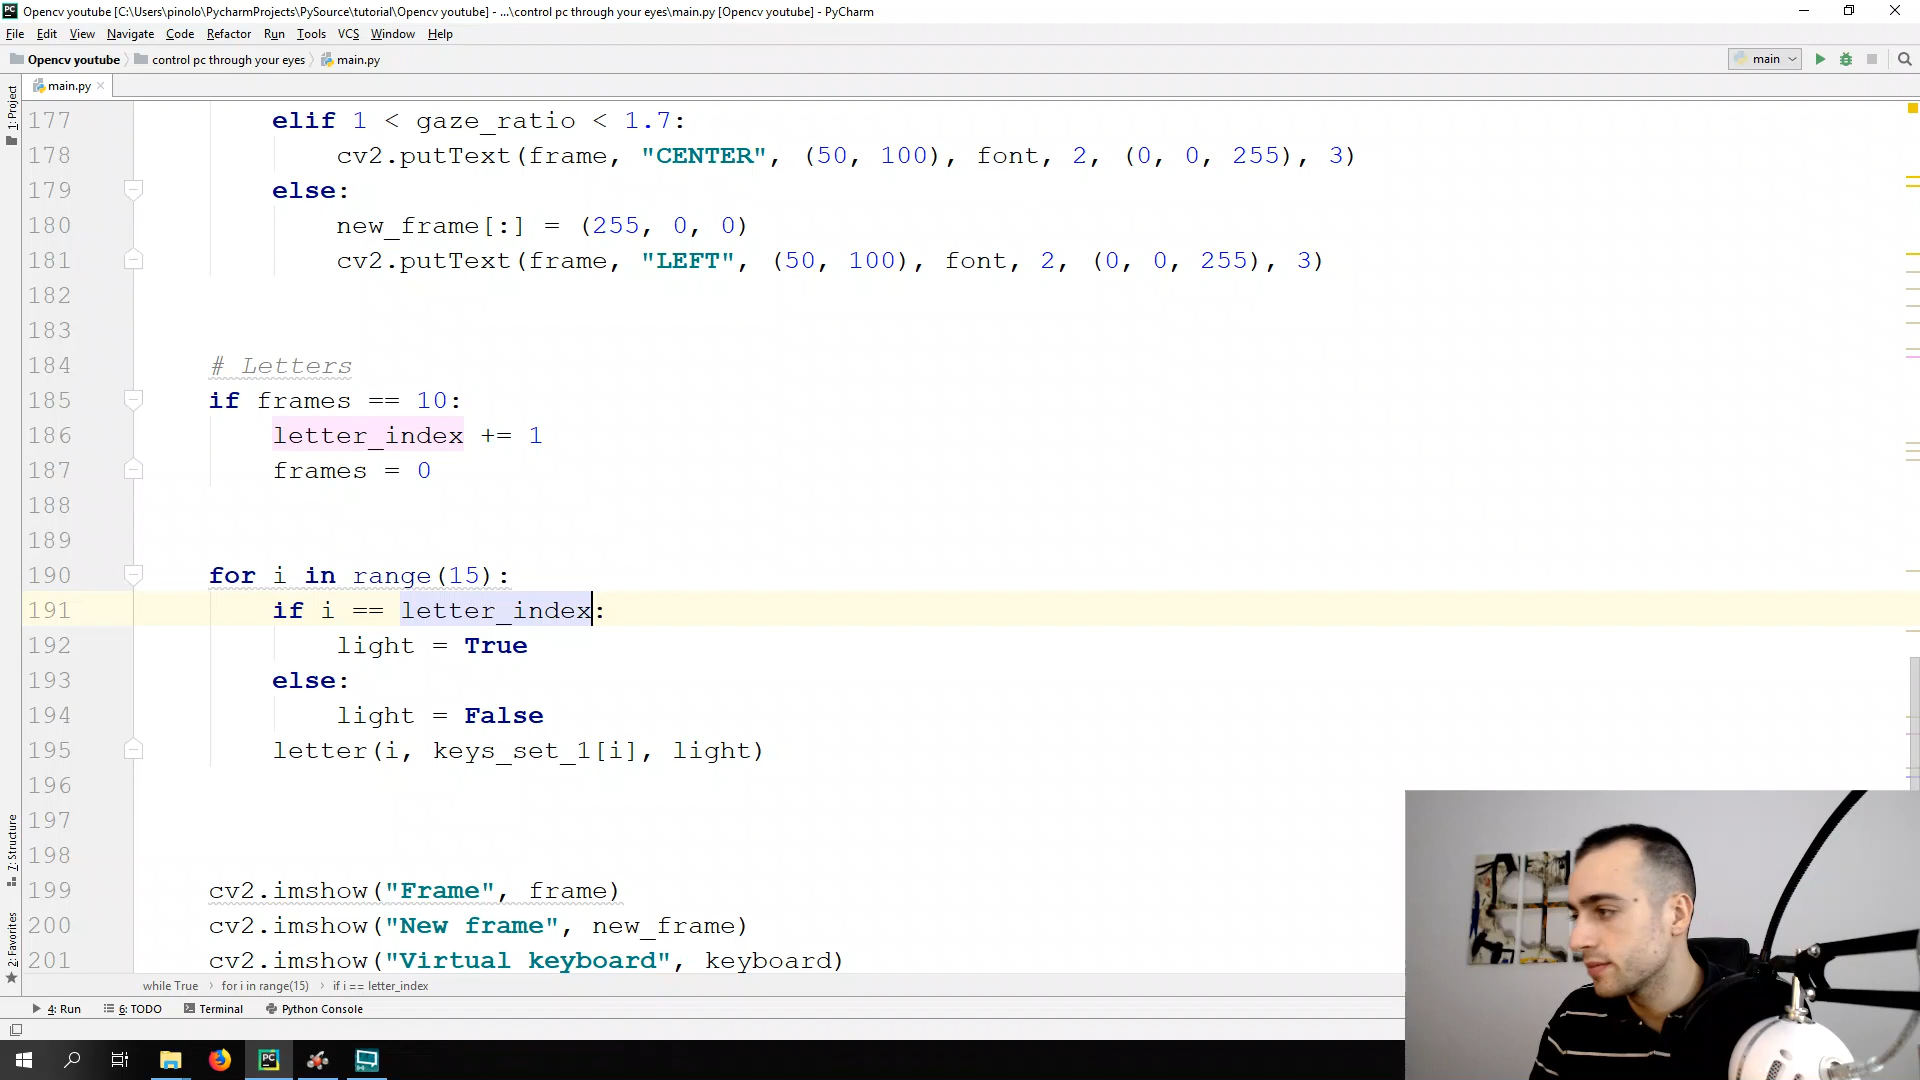 Opencv youtube [C:\Users\pinolo\PycharmProjects\PySource\tutorial\Opencv youtube] - ...\control pc through your eyes\main.py [Opencv youtube] - PyCharm
File Edit View Navigate Code Refactor Run Tools VCS Window Help
Opencv youtube control pc through your eyes main.py main
main.py
1: Project
7: Structure
2: Favorites
177 elif 1 < gaze_ratio < 1.7:
178 cv2.putText(frame, "CENTER", (50, 100), font, 2, (0, 0, 255), 3)
179 else:
180 new_frame[:] = (255, 0, 0)
181 cv2.putText(frame, "LEFT", (50, 100), font, 2, (0, 0, 255), 3)
182
183
184 # Letters
185 if frames == 10:
186 letter_index += 1
187 frames = 0
188
189
190 for i in range(15):
191 if i == letter_index:
192 light = True
193 else:
194 light = False
195 letter(i, keys_set_1[i], light)
196
197
198
199 cv2.imshow("Frame", frame)
200 cv2.imshow("New frame", new_frame)
201 cv2.imshow("Virtual keyboard", keyboard)
while True › for i in range(15) › if i == letter_index
4: Run 6: TODO Terminal Python Console